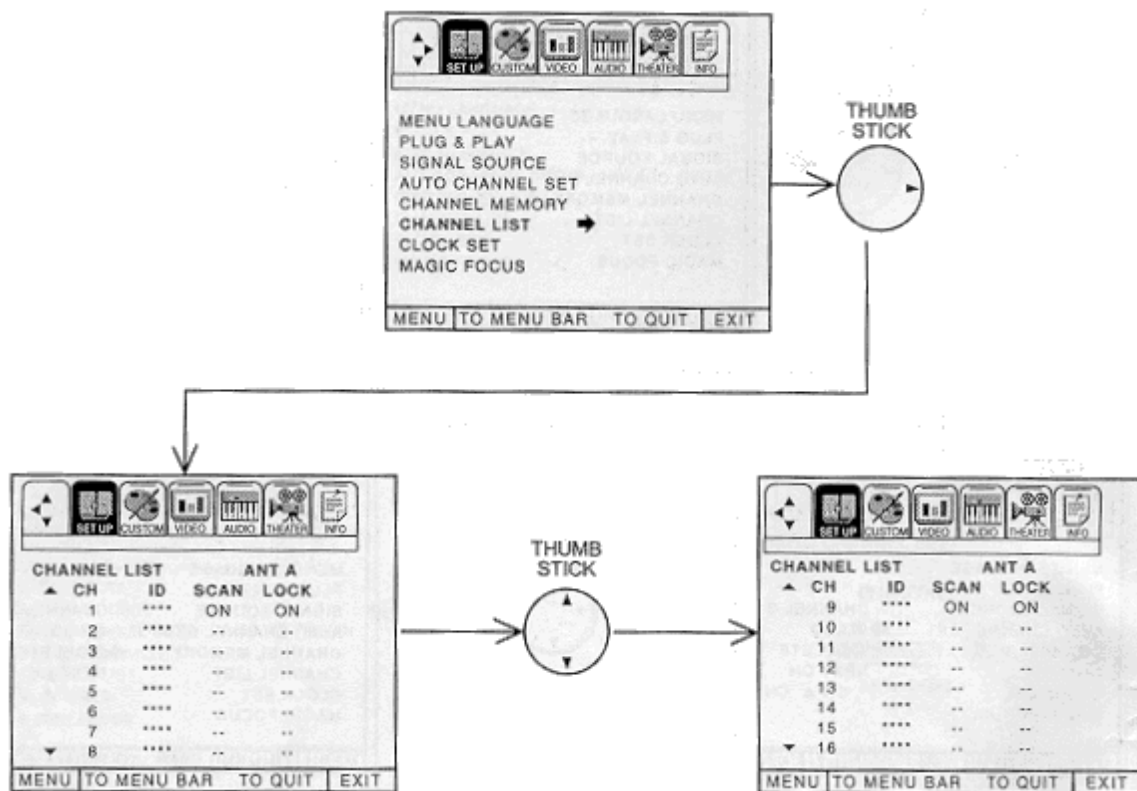 SET UP CUSTOM VIDEO AUDIO THEATER INFO
MENU LANGUAGE
PLUG & PLAY
SIGNAL SOURCE
AUTO CHANNEL SET
CHANNEL MEMORY
CHANNEL LIST
CLOCK SET
MAGIC FOCUS
MENU TO MENU BAR TO QUIT EXIT
THUMB
STICK
SET UP CUSTOM VIDEO AUDIO THEATER INFO
CHANNEL LIST ANT A
CH ID SCAN LOCK
1 **** ON ON
2 **** -- --
3 **** -- --
4 **** -- --
5 **** -- --
6 **** -- --
7 **** -- --
8 **** -- --
MENU TO MENU BAR TO QUIT EXIT
THUMB
STICK
SET UP CUSTOM VIDEO AUDIO THEATER INFO
CHANNEL LIST ANT A
CH ID SCAN LOCK
9 **** ON ON
10 **** -- --
11 **** -- --
12 **** -- --
13 **** -- --
14 **** -- --
15 **** -- --
16 **** -- --
MENU TO MENU BAR TO QUIT EXIT